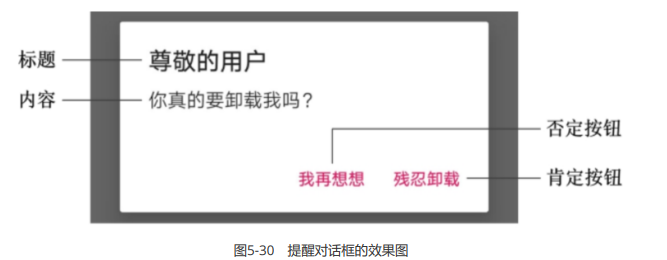 标题
尊敬的用户
内容
你真的要卸载我吗？
否定按钮
我再想想
残忍卸载
肯定按钮
图5-30 提醒对话框的效果图